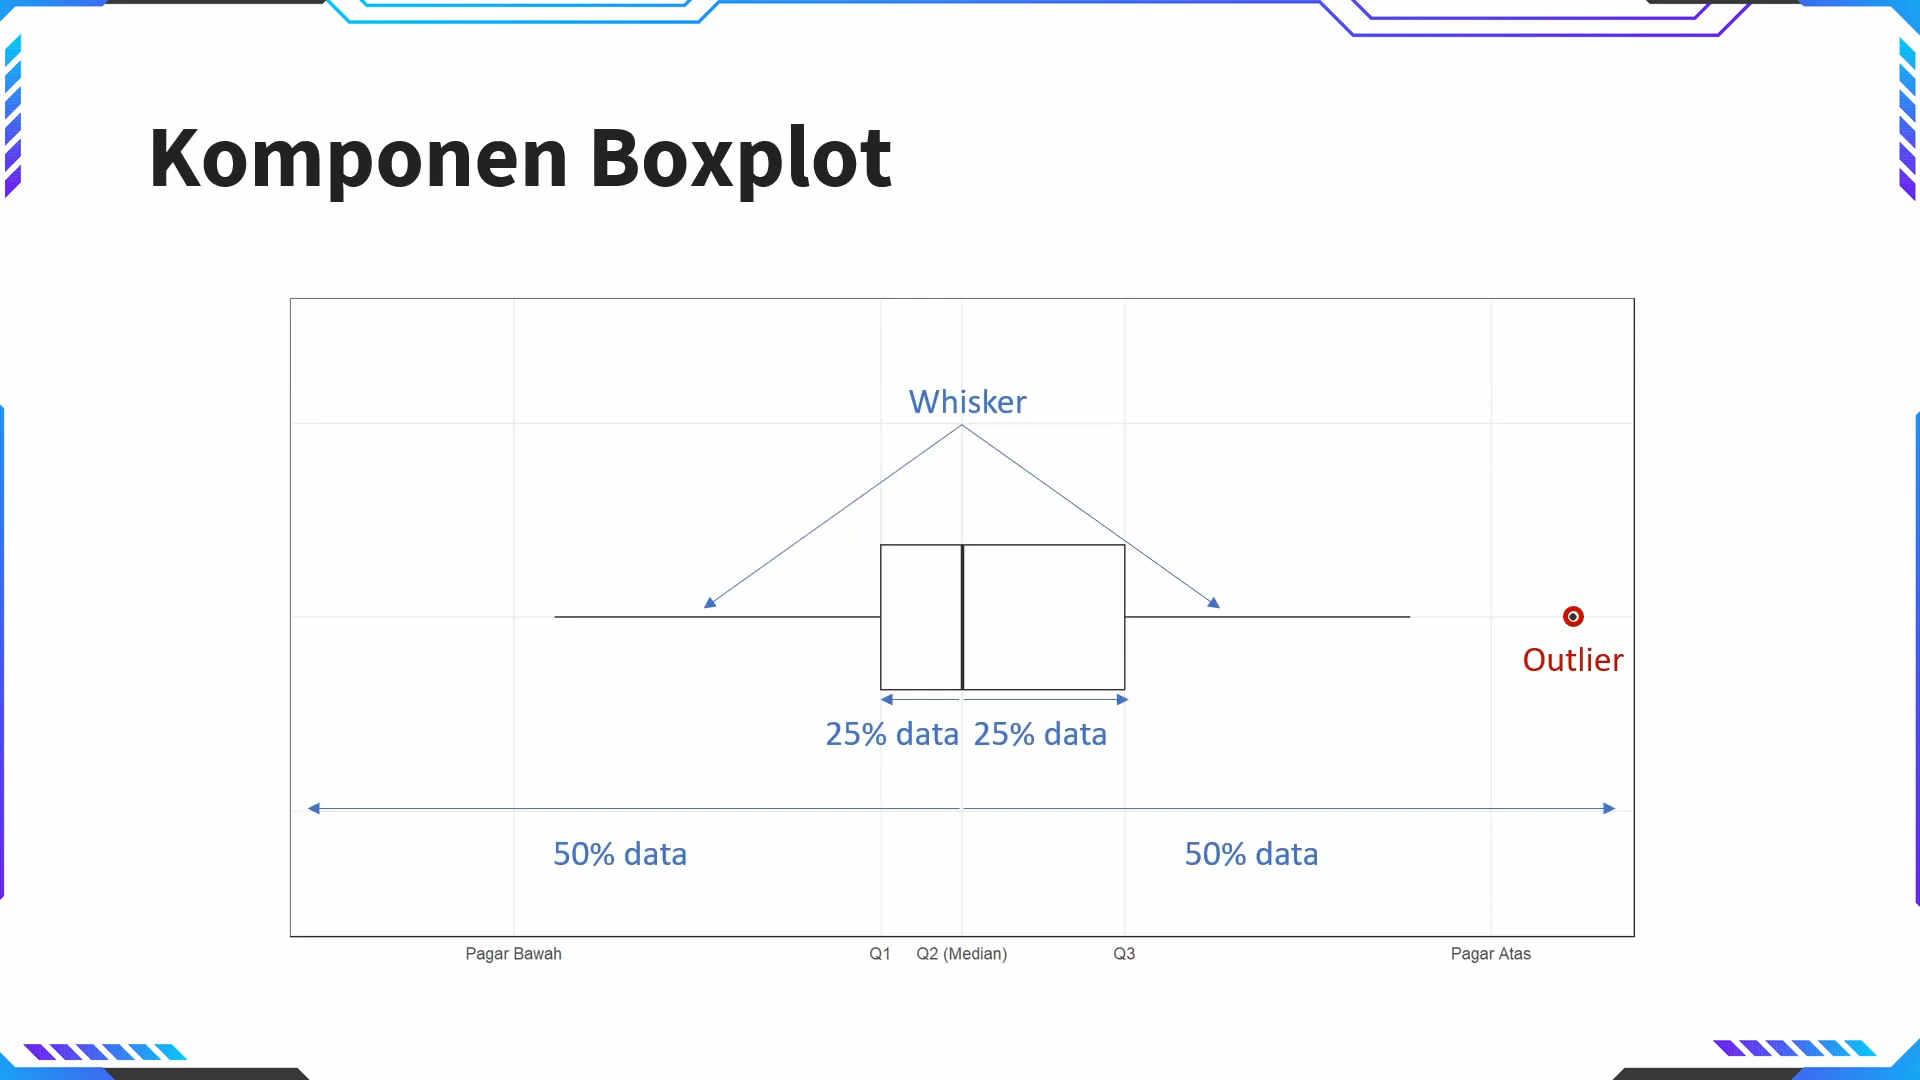 Komponen Boxplot
Whisker
Outlier
25% data 25% data
50% data 50% data
Pagar Bawah Q1 Q2 (Median) Q3 Pagar Atas